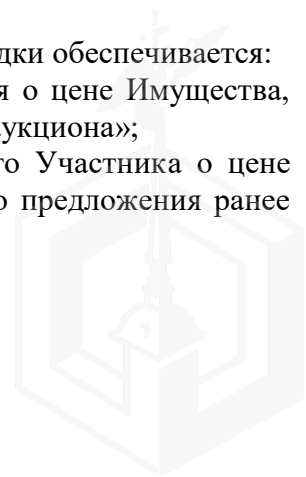 дки обеспечивается:
я о цене Имущества,
укциона»;
го Участника о цене
о предложения ранее